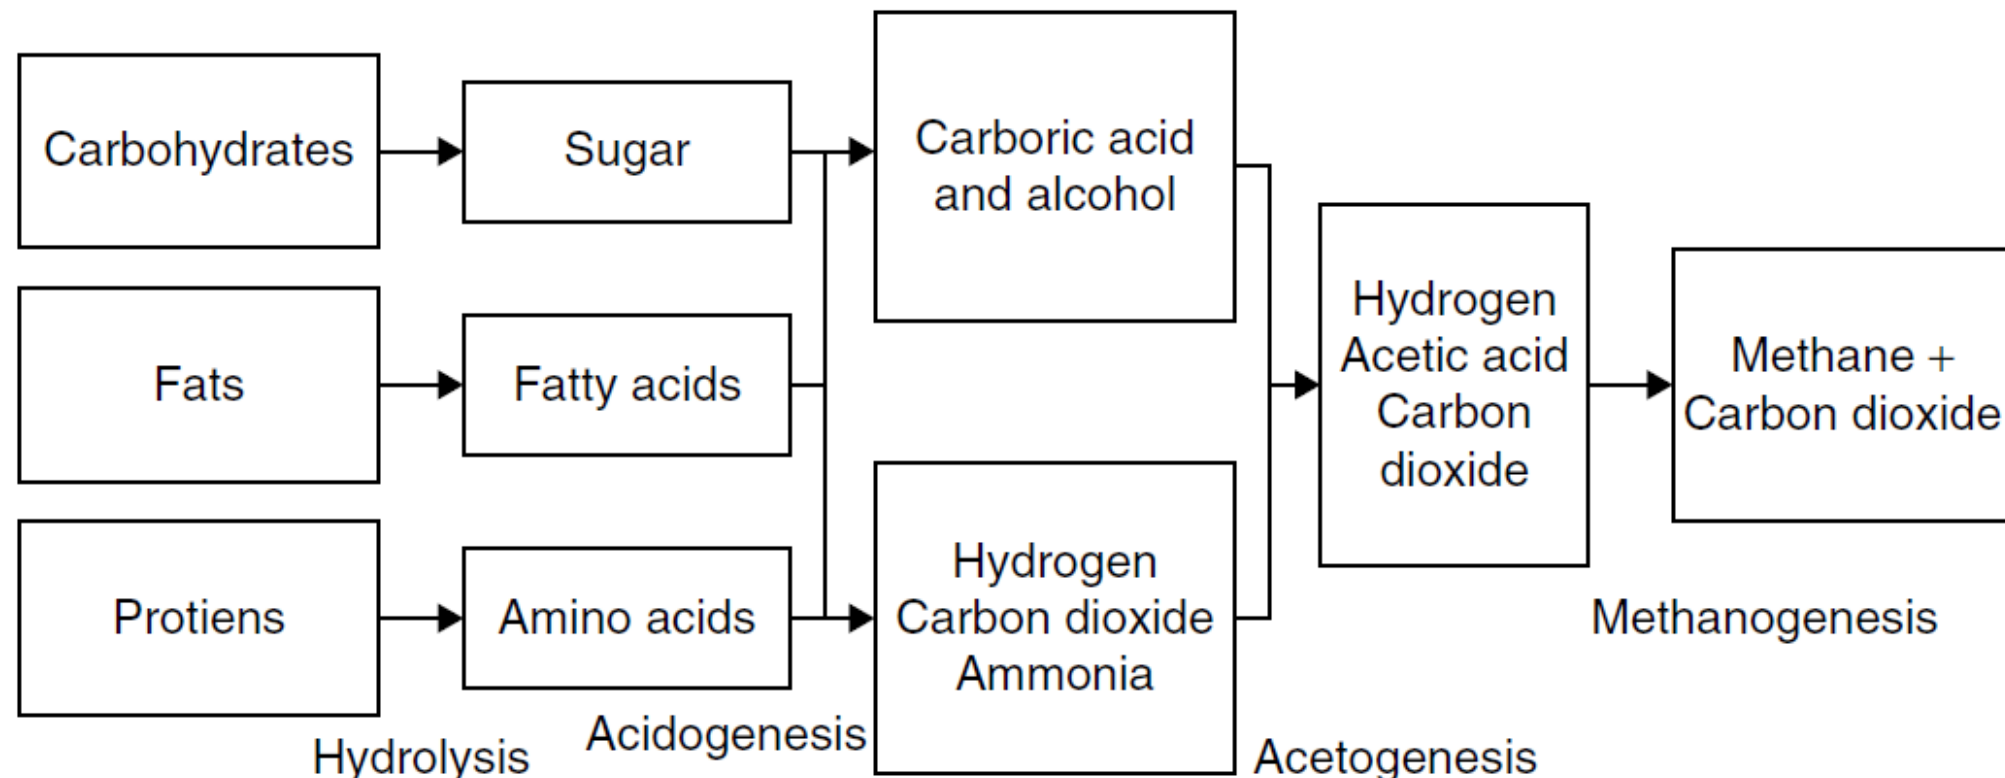 Carbohydrates
Sugar
Carboric acid
and alcohol
Fats
Fatty acids
Hydrogen
Acetic acid
Carbon
dioxide
Methane +
Carbon dioxide
Protiens
Amino acids
Hydrogen
Carbon dioxide
Ammonia
Hydrolysis
Acidogenesis
Acetogenesis
Methanogenesis